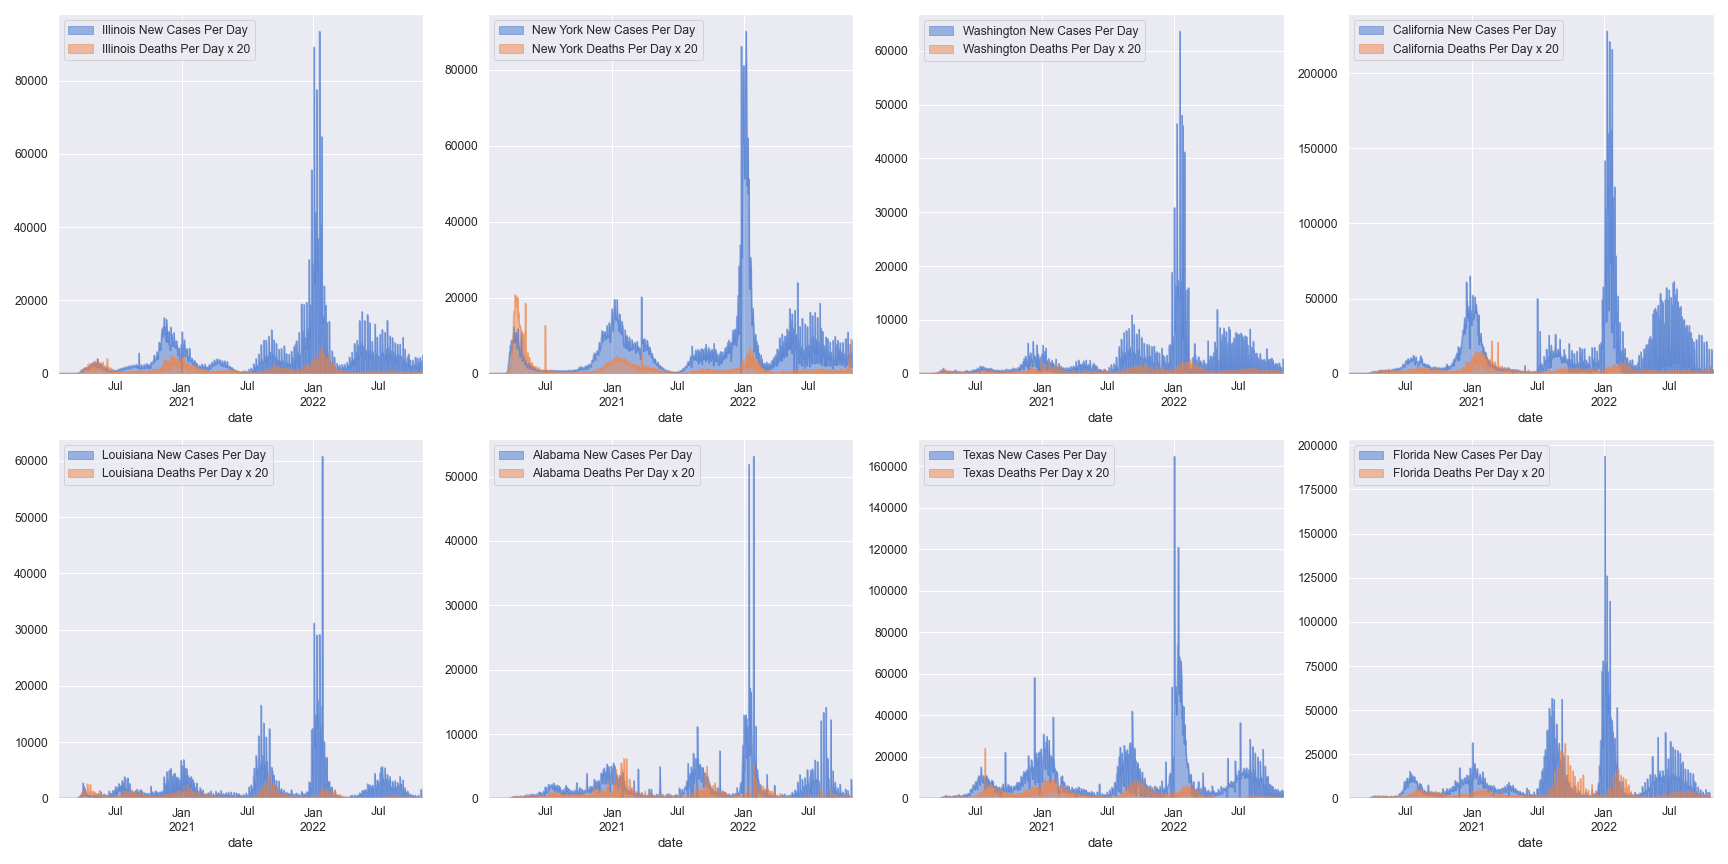 Illinois New Cases Per Day
Illinois Deaths Per Day x 20
80000
60000
40000
20000
0
Jul
Jan
2021
Jul
Jan
2022
Jul
date
New York New Cases Per Day
New York Deaths Per Day x 20
80000
60000
40000
20000
0
Jul
Jan
2021
Jul
Jan
2022
Jul
date
Washington New Cases Per Day
Washington Deaths Per Day x 20
60000
50000
40000
30000
20000
10000
0
Jul
Jan
2021
Jul
Jan
2022
Jul
date
California New Cases Per Day
California Deaths Per Day x 20
200000
150000
100000
50000
0
Jul
Jan
2021
Jul
Jan
2022
Jul
date
Louisiana New Cases Per Day
Louisiana Deaths Per Day x 20
60000
50000
40000
30000
20000
10000
0
Jul
Jan
2021
Jul
Jan
2022
Jul
date
Alabama New Cases Per Day
Alabama Deaths Per Day x 20
50000
40000
30000
20000
10000
0
Jul
Jan
2021
Jul
Jan
2022
Jul
date
Texas New Cases Per Day
Texas Deaths Per Day x 20
160000
140000
120000
100000
80000
60000
40000
20000
0
Jul
Jan
2021
Jul
Jan
2022
Jul
date
Florida New Cases Per Day
Florida Deaths Per Day x 20
200000
175000
150000
125000
100000
75000
50000
25000
0
Jul
Jan
2021
Jul
Jan
2022
Jul
date